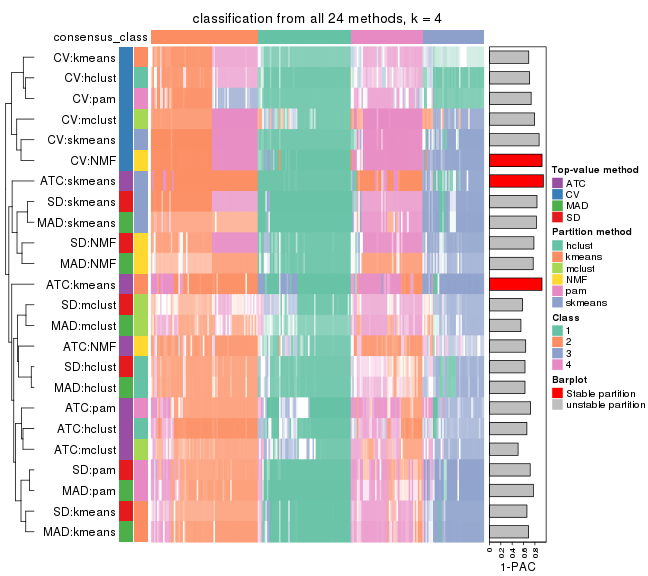 classification from all 24 methods, k = 4
consensus_class
CV:kmeans
CV:hclust
CV:pam
CV:mclust
CV:skmeans
CV:NMF
ATC:skmeans
SD:skmeans
MAD:skmeans
SD:NMF
MAD:NMF
ATC:kmeans
SD:mclust
MAD:mclust
ATC:NMF
SD:hclust
MAD:hclust
ATC:pam
ATC:hclust
ATC:mclust
SD:pam
MAD:pam
SD:kmeans
MAD:kmeans
0 0.2 0.4 0.6 0.8
1-PAC
Top-value method
ATC
CV
MAD
SD
Partition method
hclust
kmeans
mclust
NMF
pam
skmeans
Class
1
2
3
4
Barplot
Stable partition
unstable partition